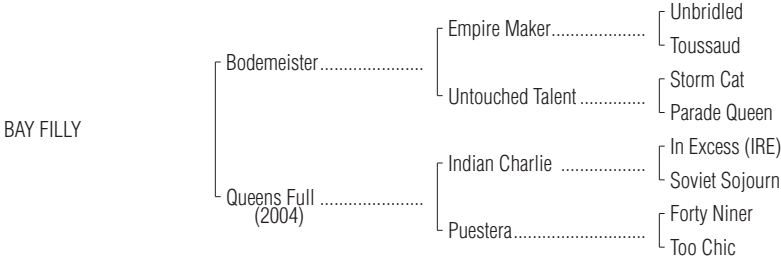 Unbridled
Empire Maker......................
Toussaud
Bodemeister......................
Storm Cat
Untouched Talent ..............
Parade Queen
BAY FILLY
In Excess (IRE)
Indian Charlie ..................
Soviet Sojourn
Queens Full ......................
(2004)
Forty Niner
Puestera............................
Too Chic